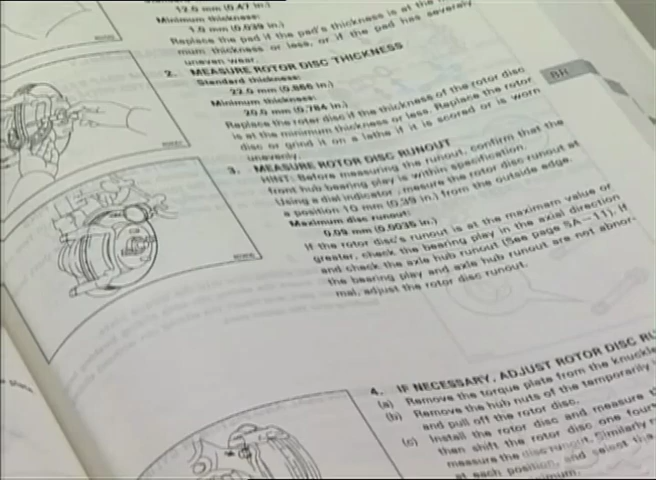 12.0 mm (0.47 in.)
Minimum thickness:
1.0 mm (0.039 in.)
Replace the pad if the pad's thickness is at the
mum thickness or less, or if the pad has severely
uneven wear.
2. MEASURE ROTOR DISC THICKNESS
Standard thickness:
22.0 mm (0.866 in.)
Minimum thickness:
20.0 mm (0.784 in.)
Replace the rotor disc if the thickness of the rotor disc
is at the minimum thickness or less. Replace the rotor
disc or grind it on a lathe if it is scored or is worn
unevenly.
BR
3. MEASURE ROTOR DISC RUNOUT
HINT: Before measuring the runout, confirm that the
front hub bearing play is within specification.
Using a dial indicator, mesure the rotor disc runout at
a position 10 mm (0.39 in.) from the outside edge.
Maximum disc runout:
0.09 mm (0.0035 in.)
If the rotor disc's runout is at the maximam value or
greater, check the bearing play in the axial direction
and check the axle hub runout (See page SA-11). If
the bearing play and axle hub runout are not abnor-
mal, adjust the rotor disc runout.
4. IF NECESSARY, ADJUST ROTOR DISC
(a) Remove the torque plate from the knuckle
(b) Remove the hub nuts of the temporarily
and pull off the rotor disc.
(c) Install the rotor disc and measure
then shift the rotor disc one
measure the disc runout. Similarly
at each position, and select the